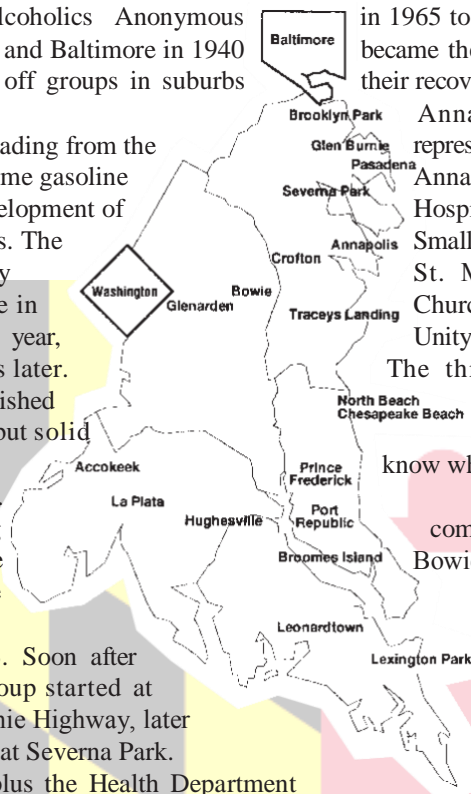 lcoholics Anonymous
and Baltimore in 1940
off groups in suburbs
ading from the
me gasoline
elopment of
s. The
y
e in
year,
s later.
ished
but solid
.
e
. Soon after
oup started at
nie Highway, later
at Severna Park.
plus the Health Department
Baltimore
Brooklyn Park
Glen Burnie
Pasadena
Severna Park
Annapolis
Crofton
Washington
Glenarden
Bowie
Traceys Landing
North Beach
Chesapeake Beach
Accokeek
La Plata
Prince
Frederick
Hughesville
Port
Republic
Broomes Island
Leonardtown
Lexington Park
in 1965 to
became the
their recov
Anna
repres
Anna
Hospi
Small
St. M
Churc
Unity
The thi
know wh
com
Bowie